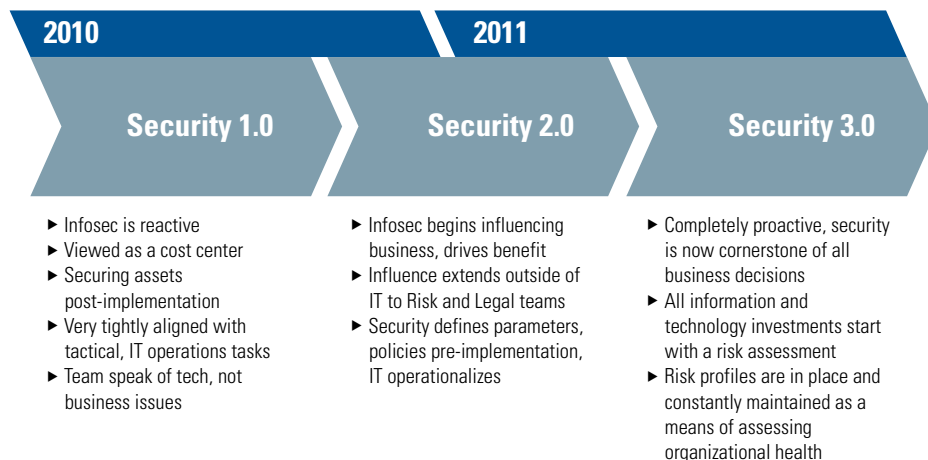 2010
2011
Security 1.0
Security 2.0
Security 3.0
▶ Infosec is reactive
▶ Viewed as a cost center
▶ Securing assets
post-implementation
▶ Very tightly aligned with
tactical, IT operations tasks
▶ Team speak of tech, not
business issues
▶ Infosec begins influencing
business, drives benefit
▶ Influence extends outside of
IT to Risk and Legal teams
▶ Security defines parameters,
policies pre-implementation,
IT operationalizes
▶ Completely proactive, security
is now cornerstone of all
business decisions
▶ All information and
technology investments start
with a risk assessment
▶ Risk profiles are in place and
constantly maintained as a
means of assessing
organizational health